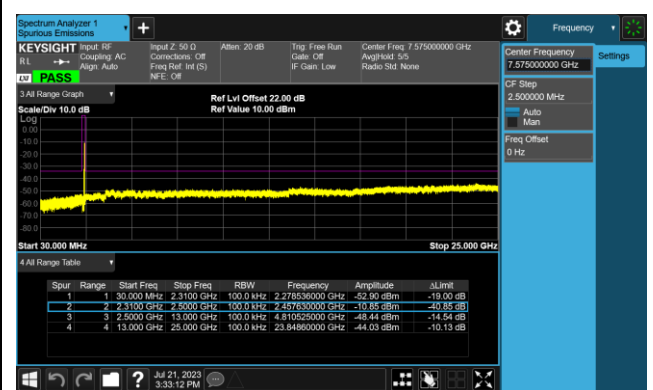 Spectrum Analyzer 1
Spurious Emissions
Frequency
KEYSIGHT Input: RF
RL
Coupling: AC
Align: Auto
Input Z: 50 Ω
Corrections: Off
Freq Ref: Int (S)
NFE: Off
Atten: 20 dB
Trig: Free Run
Gate: Off
IF Gain: Low
Center Freq: 7.575000000 GHz
Avg|Hold: 5/5
Radio Std: None
PASS
Center Frequency
7.575000000 GHz
Settings
CF Step
2.500000 MHz
Auto
Man
Freq Offset
0 Hz
3 All Range Graph
Scale/Div 10.0 dB
Ref Lvl Offset 22.00 dB
Ref Value 10.00 dBm
Log
0.00
-10.0
-20.0
-30.0
-40.0
-50.0
-60.0
-70.0
-80.0
Start 30.000 MHz
Stop 25.000 GHz
4 All Range Table
Spur Range Start Freq Stop Freq RBW Frequency Amplitude ΔLimit
1 1 30.000 MHz 2.3100 GHz 100.0 kHz 2.278536000 GHz -52.90 dBm -19.00 dB
2 2 2.3100 GHz 2.5000 GHz 100.0 kHz 2.457630000 GHz -10.85 dBm -40.85 dB
3 3 2.5000 GHz 13.000 GHz 100.0 kHz 4.810525000 GHz -48.44 dBm -14.54 dB
4 4 13.000 GHz 25.000 GHz 100.0 kHz 23.84860000 GHz -44.03 dBm -10.13 dB
?
Jul 21, 2023
3:33:12 PM